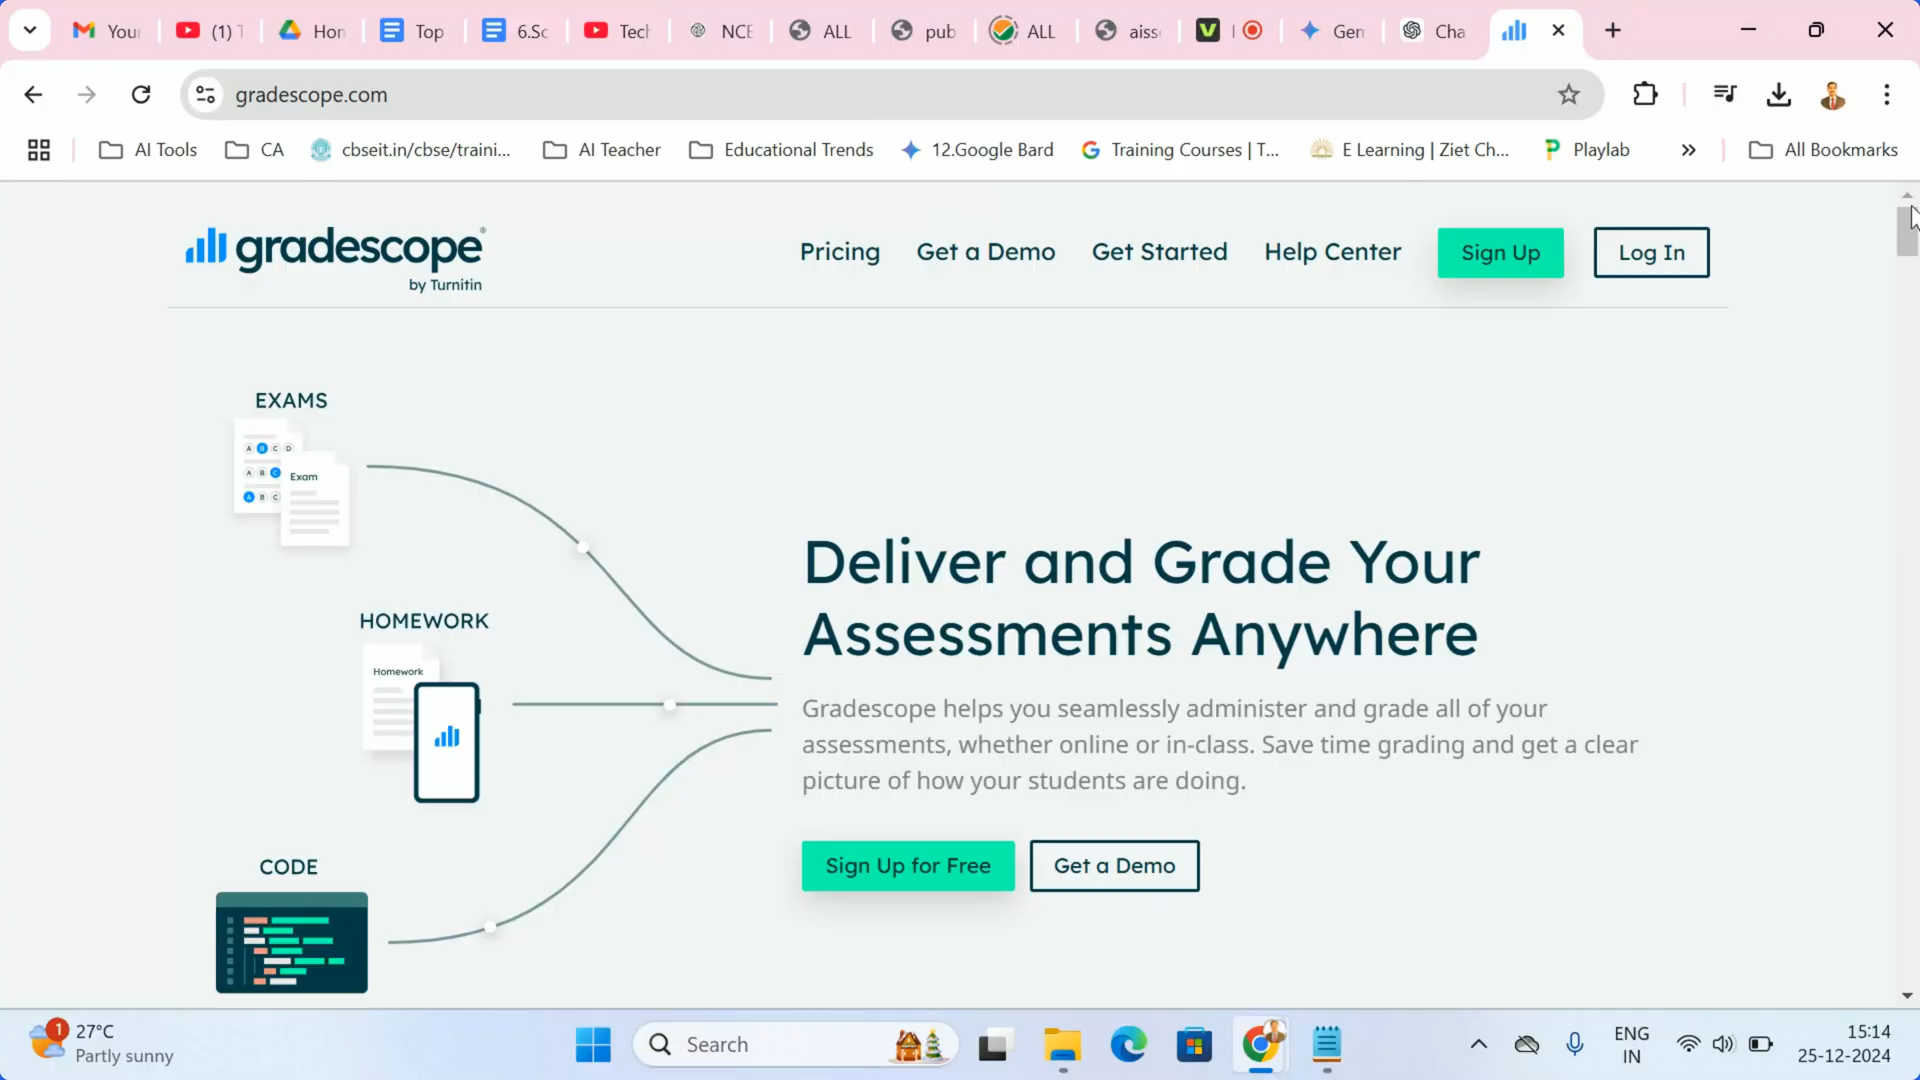 You
(1)
Hon
Top
6.Sc
Tech
NCE
ALL
pub
ALL
aiss
V
Gen
Cha
gradescope.com
AI Tools
CA
cbseit.in/cbse/traini...
AI Teacher
Educational Trends
12.Google Bard
Training Courses | T...
E Learning | Ziet Ch...
Playlab
»
All Bookmarks
gradescope®
by Turnitin
Pricing
Get a Demo
Get Started
Help Center
Sign Up
Log In
EXAMS
A B C D
A B C
A B C
Exam
HOMEWORK
Homework
CODE
Deliver and Grade Your
Assessments Anywhere
Gradescope helps you seamlessly administer and grade all of your
assessments, whether online or in-class. Save time grading and get a clear
picture of how your students are doing.
Sign Up for Free
Get a Demo
1
27°C
Partly sunny
Search
ENG
IN
15:14
25-12-2024